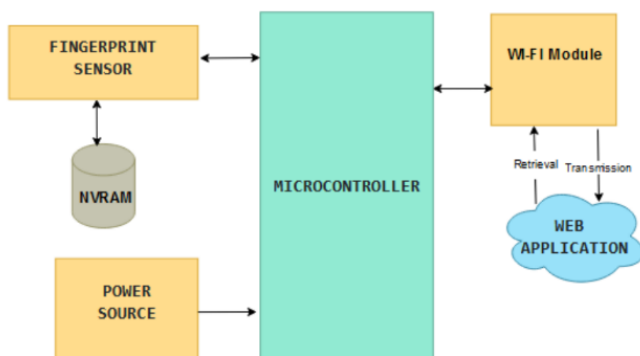 FINGERPRINT
SENSOR
WI-FI Module
Retrieval
Transmission
NVRAM
MICROCONTROLLER
WEB
APPLICATION
POWER
SOURCE